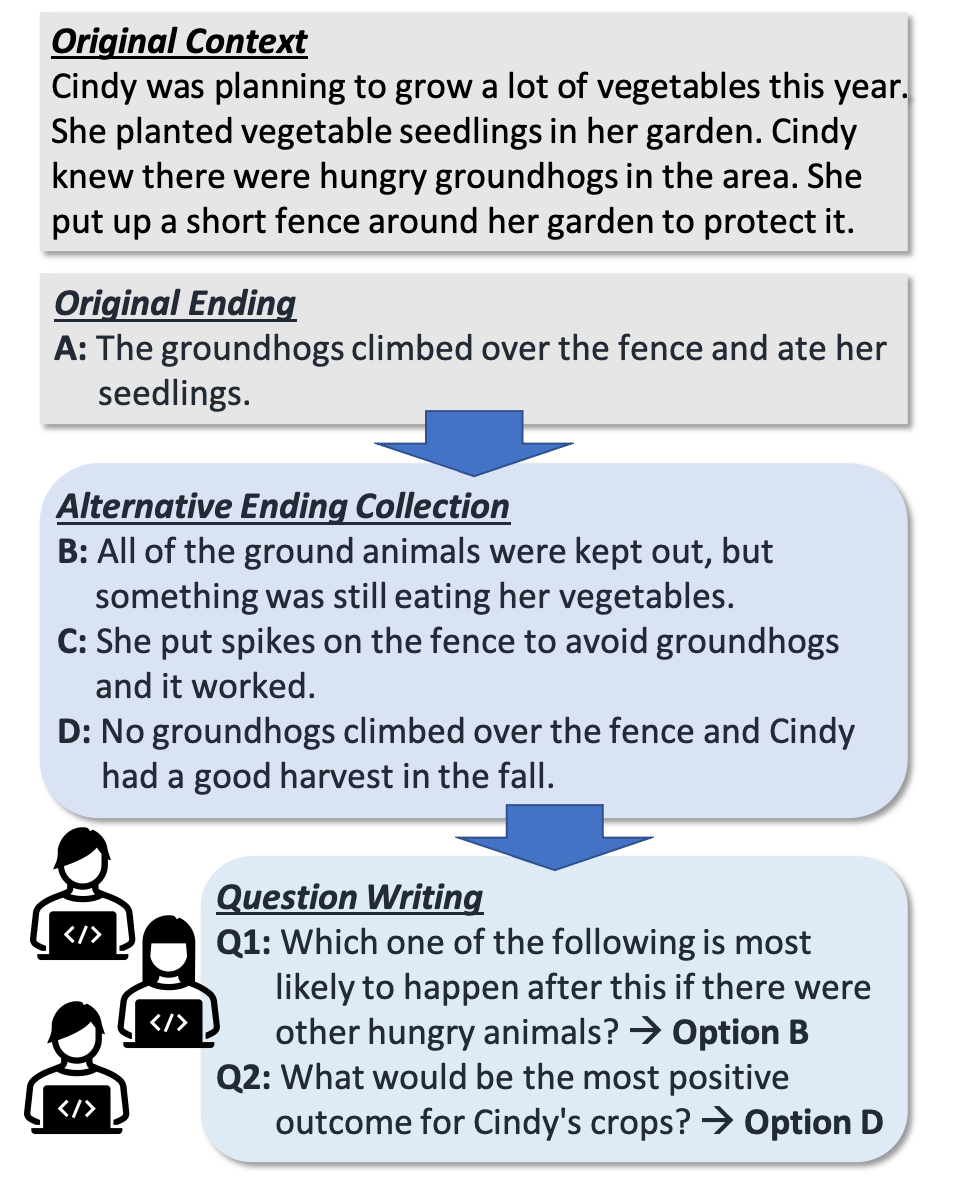 Original Context
Cindy was planning to grow a lot of vegetables this year.
She planted vegetable seedlings in her garden. Cindy
knew there were hungry groundhogs in the area. She
put up a short fence around her garden to protect it.
Original Ending
A: The groundhogs climbed over the fence and ate her
seedlings.
Alternative Ending Collection
B: All of the ground animals were kept out, but
something was still eating her vegetables.
C: She put spikes on the fence to avoid groundhogs
and it worked.
D: No groundhogs climbed over the fence and Cindy
had a good harvest in the fall.
Question Writing
Q1: Which one of the following is most
likely to happen after this if there were
other hungry animals? → Option B
Q2: What would be the most positive
outcome for Cindy's crops? → Option D
</>
</>
</>